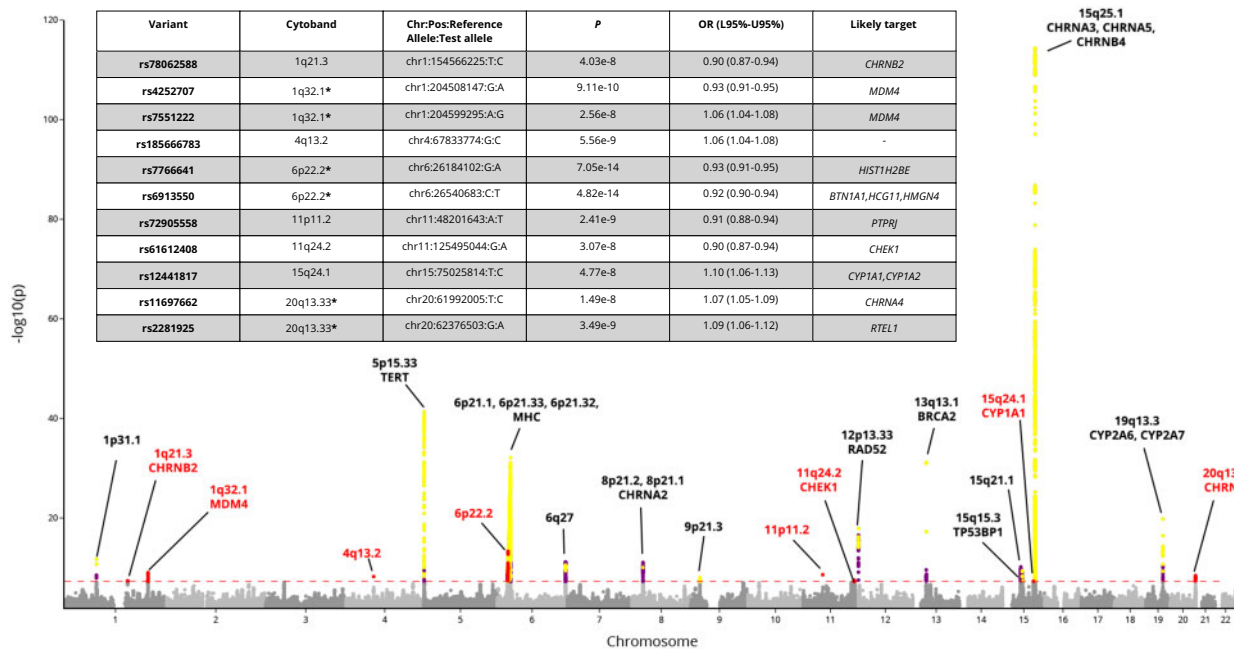 Variant Cytoband Chr:Pos:Reference P OR (L95%-U95%) Likely target
Allele:Test allele
rs78062588 1q21.3 chr1:154566225:T:C 4.03e-8 0.90 (0.87-0.94) CHRNB2
rs4252707 1q32.1* chr1:204508147:G:A 9.11e-10 0.93 (0.91-0.95) MDM4
rs7551222 1q32.1* chr1:204599295:A:G 2.56e-8 1.06 (1.04-1.08) MDM4
rs185666783 4q13.2 chr4:67833774:G:C 5.56e-9 1.06 (1.04-1.08) -
rs7766641 6p22.2* chr6:26184102:G:A 7.05e-14 0.93 (0.91-0.95) HIST1H2BE
rs6913550 6p22.2* chr6:26540683:C:T 4.82e-14 0.92 (0.90-0.94) BTN1A1,HCG11,HMGN4
rs72905558 11p11.2 chr11:48201643:A:T 2.41e-9 0.91 (0.88-0.94) PTPRJ
rs61612408 11q24.2 chr11:125495044:G:A 3.07e-8 0.90 (0.87-0.94) CHEK1
rs12441817 15q24.1 chr15:75025814:T:C 4.77e-8 1.10 (1.06-1.13) CYP1A1,CYP1A2
rs11697662 20q13.33* chr20:61992005:T:C 1.49e-8 1.07 (1.05-1.09) CHRNA4
rs2281925 20q13.33* chr20:62376503:G:A 3.49e-9 1.09 (1.06-1.12) RTEL1
15q25.1
CHRNA3, CHRNA5,
CHRNB4
120
100
80
60
40
20
-log10(p)
1p31.1
1q21.3
CHRNB2
1q32.1
MDM4
4q13.2
5p15.33
TERT
6p21.1, 6p21.33, 6p21.32,
MHC
6p22.2
6q27
8p21.2, 8p21.1
CHRNA2
9p21.3
11p11.2
11q24.2
CHEK1
12p13.33
RAD52
13q13.1
BRCA2
15q24.1
CYP1A1
15q21.1
15q15.3
TP53BP1
19q13.3
CYP2A6, CYP2A7
20q13
CHRN
1 2 3 4 5 6 7 8 9 10 11 12 13 14 15 16 17 18 19 20 21 22
Chromosome